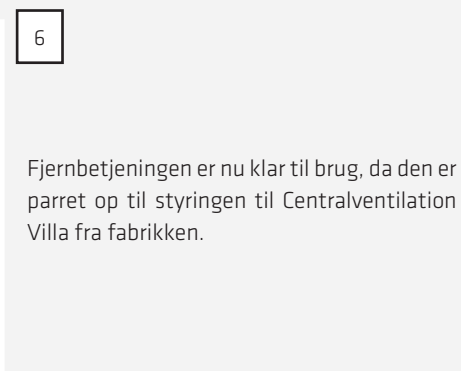 6
Fjernbetjeningen er nu klar til brug, da den er
parret op til styringen til Centralventilation
Villa fra fabrikken.